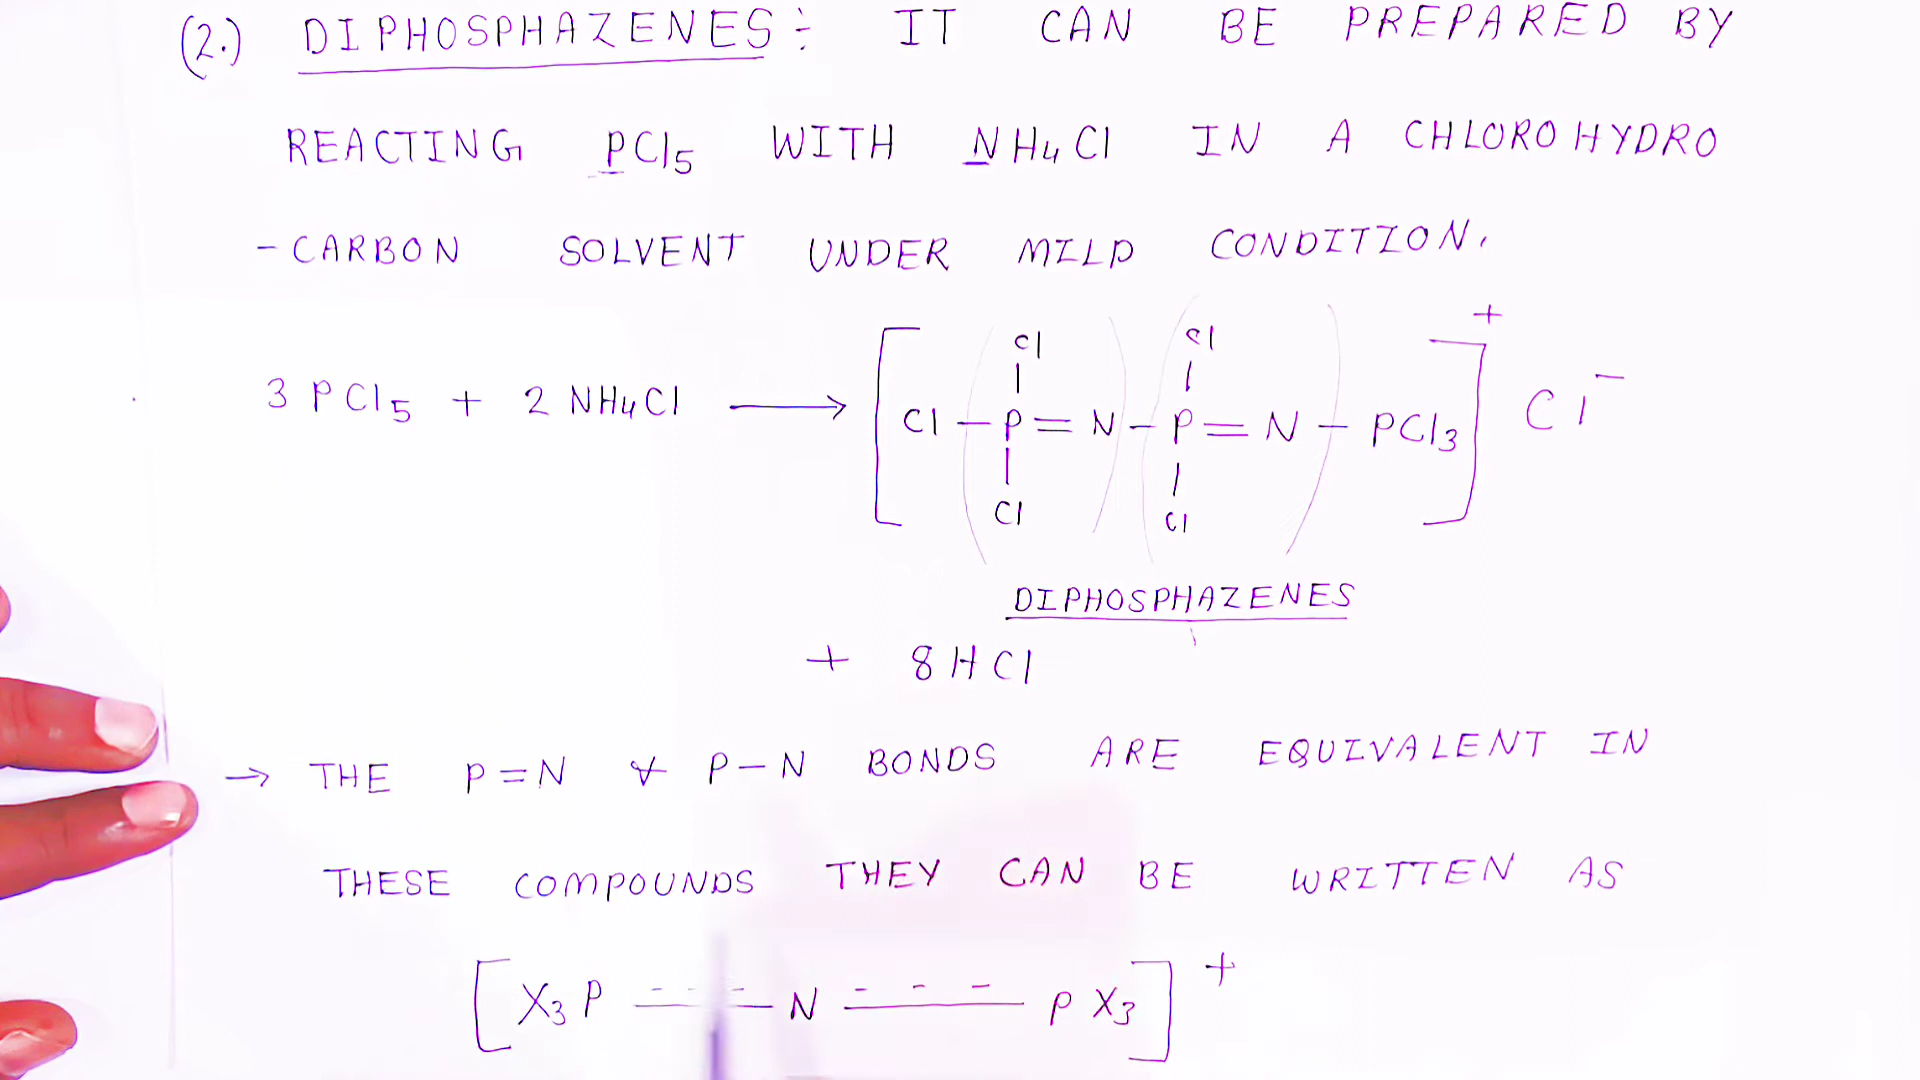 (2.) DIPHOSPHAZENES ÷ IT CAN BE PREPARED BY
REACTING PCl5 WITH NH4Cl IN A CHLOROHYDRO
-CARBON SOLVENT UNDER MILD CONDITION.
Cl Cl +
3 PCl5 + 2 NH4Cl ⟶ [Cl-P=N-P=N-PCl3] Cl⁻
Cl Cl
DIPHOSPHAZENES
+ 8HCl
→ THE P=N & P-N BONDS ARE EQUIVALENT IN
THESE COMPOUNDS THEY CAN BE WRITTEN AS
[X3P ---N--- PX3]+